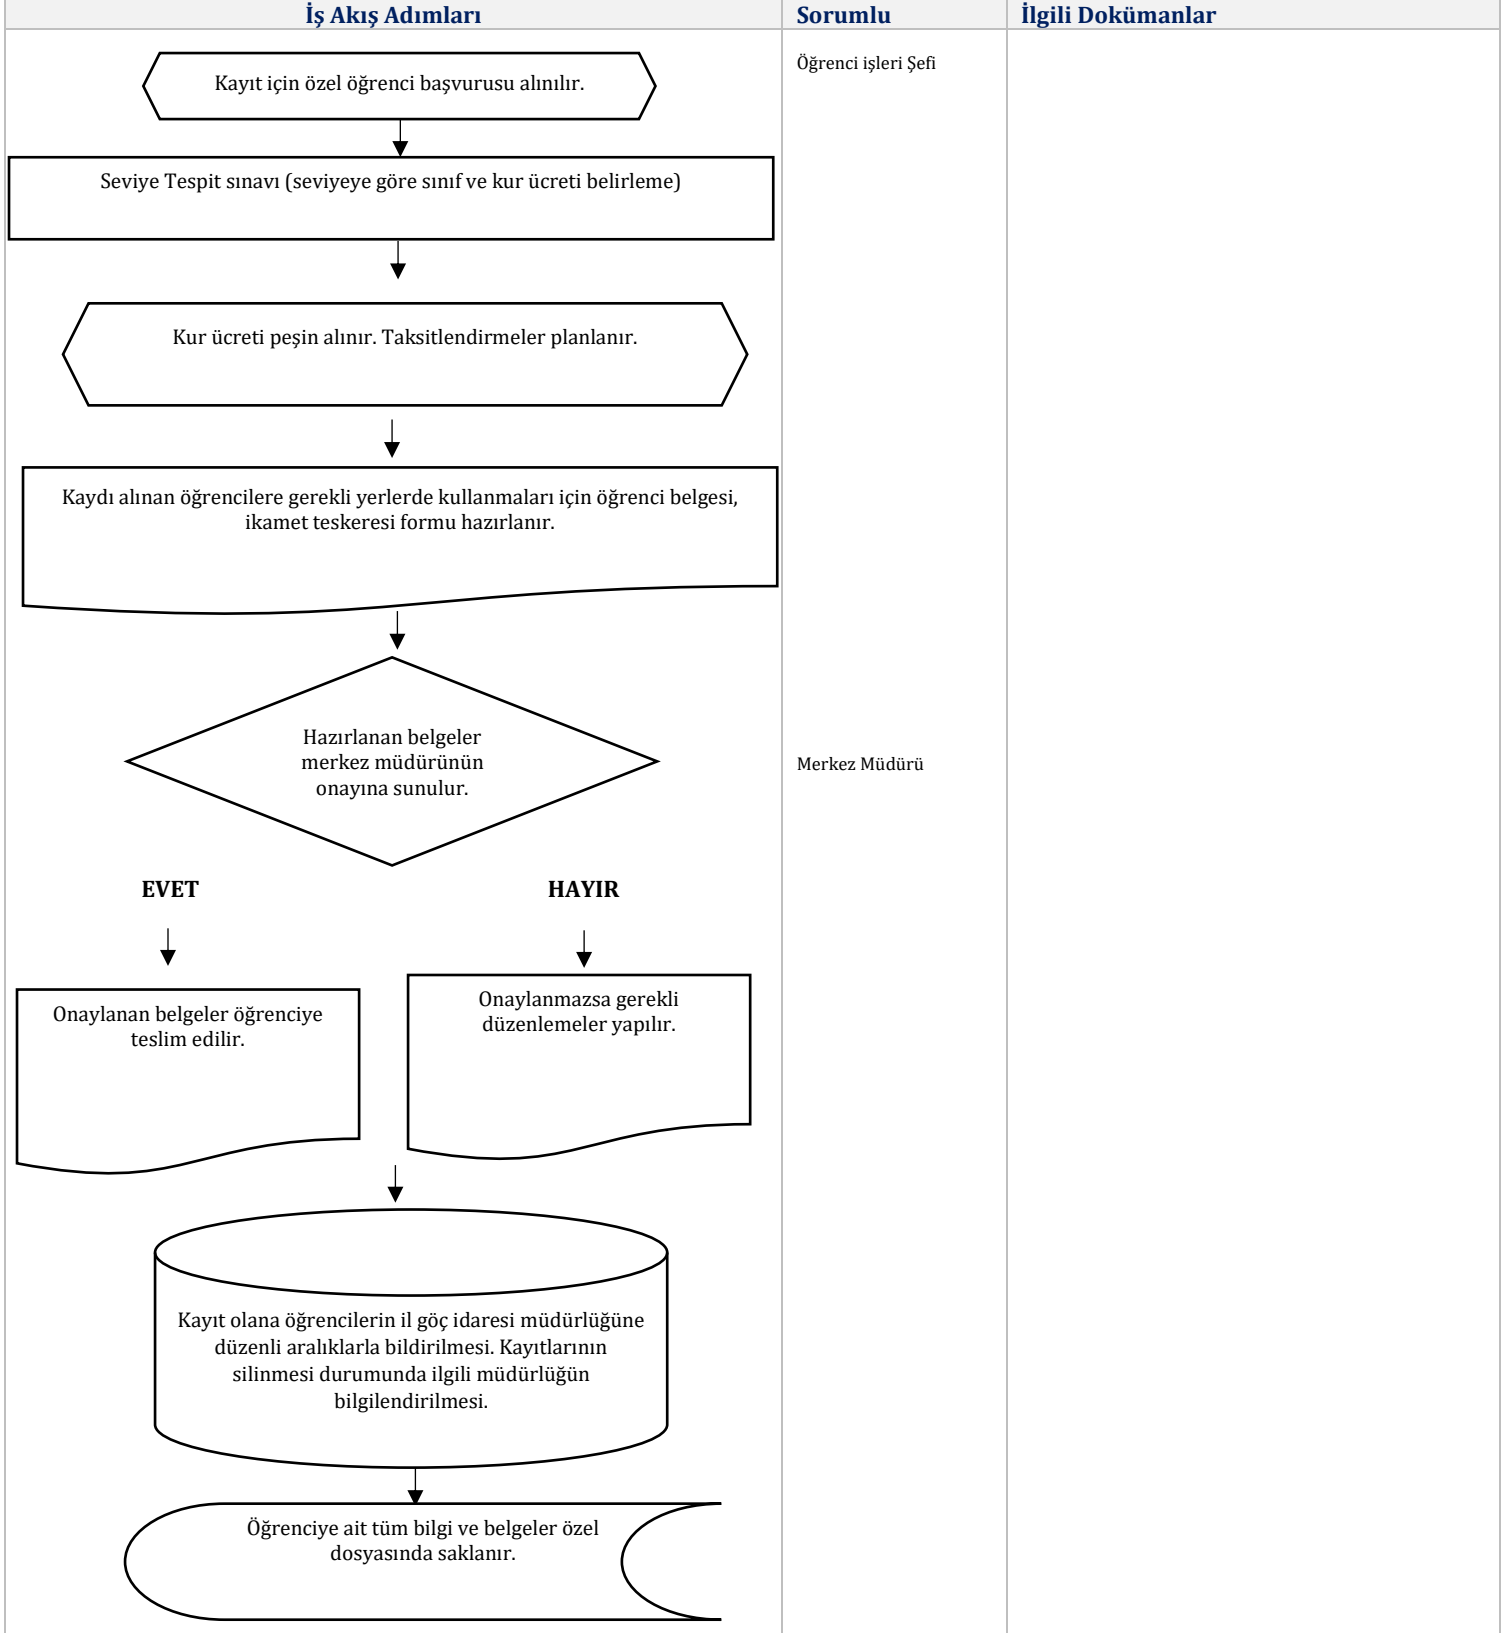 İş Akış Adımları
Sorumlu
İlgili Dokümanlar
Kayıt için özel öğrenci başvurusu alınılır.
Öğrenci işleri Şefi
Seviye Tespit sınavı (seviyeye göre sınıf ve kur ücreti belirleme)
Kur ücreti peşin alınır. Taksitlendirmeler planlanır.
Kaydı alınan öğrencilere gerekli yerlerde kullanmaları için öğrenci belgesi,
ikamet teskeresi formu hazırlanır.
Hazırlanan belgeler
merkez müdürünün
onayına sunulur.
Merkez Müdürü
EVET
HAYIR
Onaylanan belgeler öğrenciye
teslim edilir.
Onaylanmazsa gerekli
düzenlemeler yapılır.
Kayıt olana öğrencilerin il göç idaresi müdürlüğüne
düzenli aralıklarla bildirilmesi. Kayıtlarının
silinmesi durumunda ilgili müdürlüğün
bilgilendirilmesi.
Öğrenciye ait tüm bilgi ve belgeler özel
dosyasında saklanır.